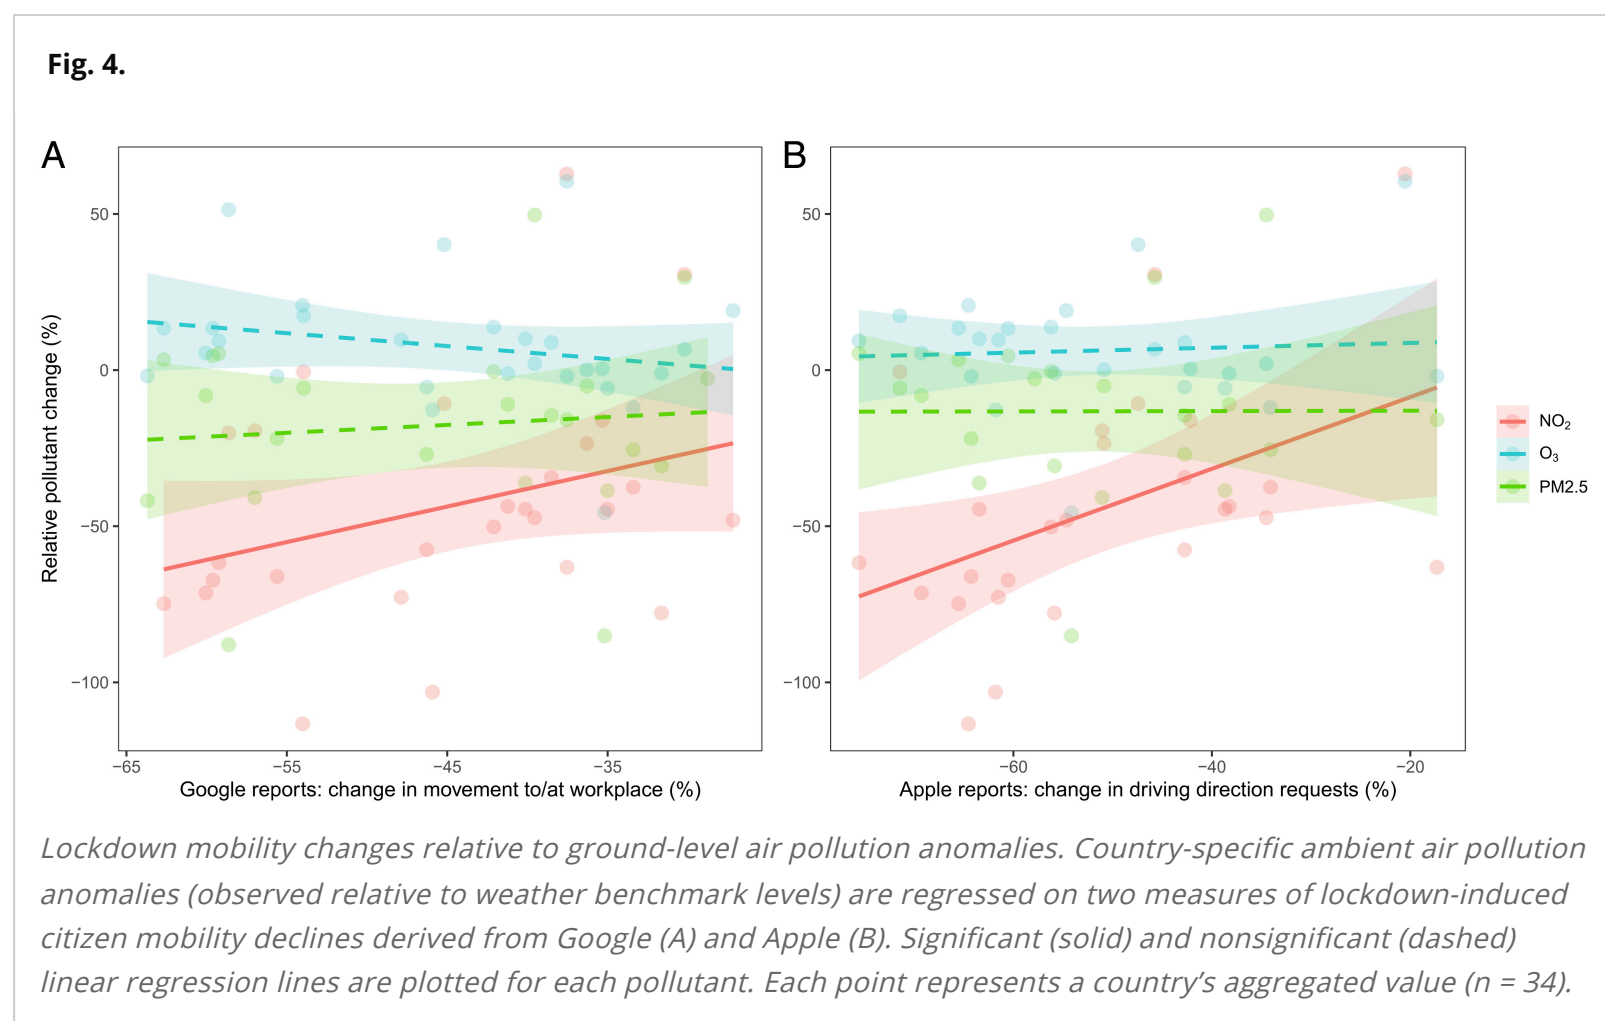 Fig. 4.
A
B
Relative pollutant change (%)
50
0
−50
−100
−65
−55
−45
−35
Google reports: change in movement to/at workplace (%)
50
0
−50
−100
−60
−40
−20
Apple reports: change in driving direction requests (%)
NO₂
O₃
PM2.5
Lockdown mobility changes relative to ground-level air pollution anomalies. Country-specific ambient air pollution
anomalies (observed relative to weather benchmark levels) are regressed on two measures of lockdown-induced
citizen mobility declines derived from Google (A) and Apple (B). Significant (solid) and nonsignificant (dashed)
linear regression lines are plotted for each pollutant. Each point represents a country’s aggregated value (n = 34).